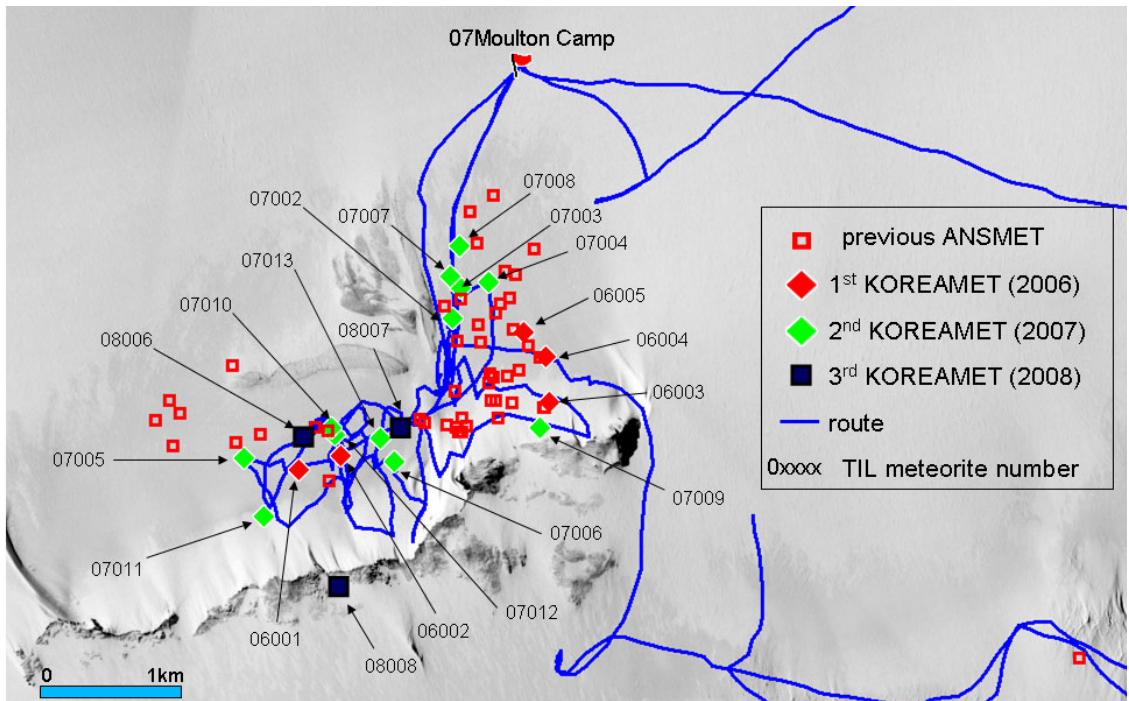 07Moulton Camp
07008
07002
07003
07007
07004
07013
06005
07010
08007
08006
06004
06003
07005
07009
07011
07006
07012
06001
06002
08008
0 1km
previous ANSMET
1st KOREAMET (2006)
2nd KOREAMET (2007)
3rd KOREAMET (2008)
route
0xxxx TIL meteorite number